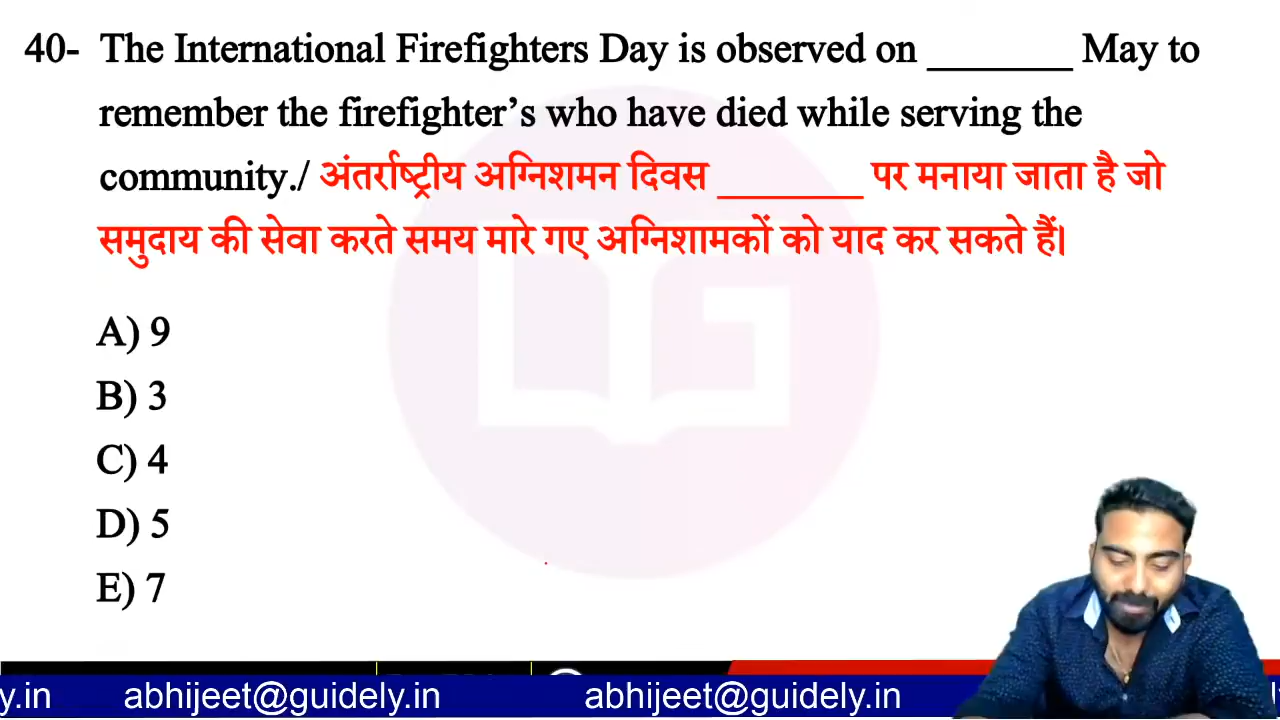 40- The International Firefighters Day is observed on _______ May to
remember the firefighter’s who have died while serving the
community./ अंतर्राष्ट्रीय अग्निशमन दिवस _______ पर मनाया जाता है जो
समुदाय की सेवा करते समय मारे गए अग्निशामकों को याद कर सकते हैं।
A) 9
B) 3
C) 4
D) 5
E) 7
y.in abhijeet@guidely.in abhijeet@guidely.in